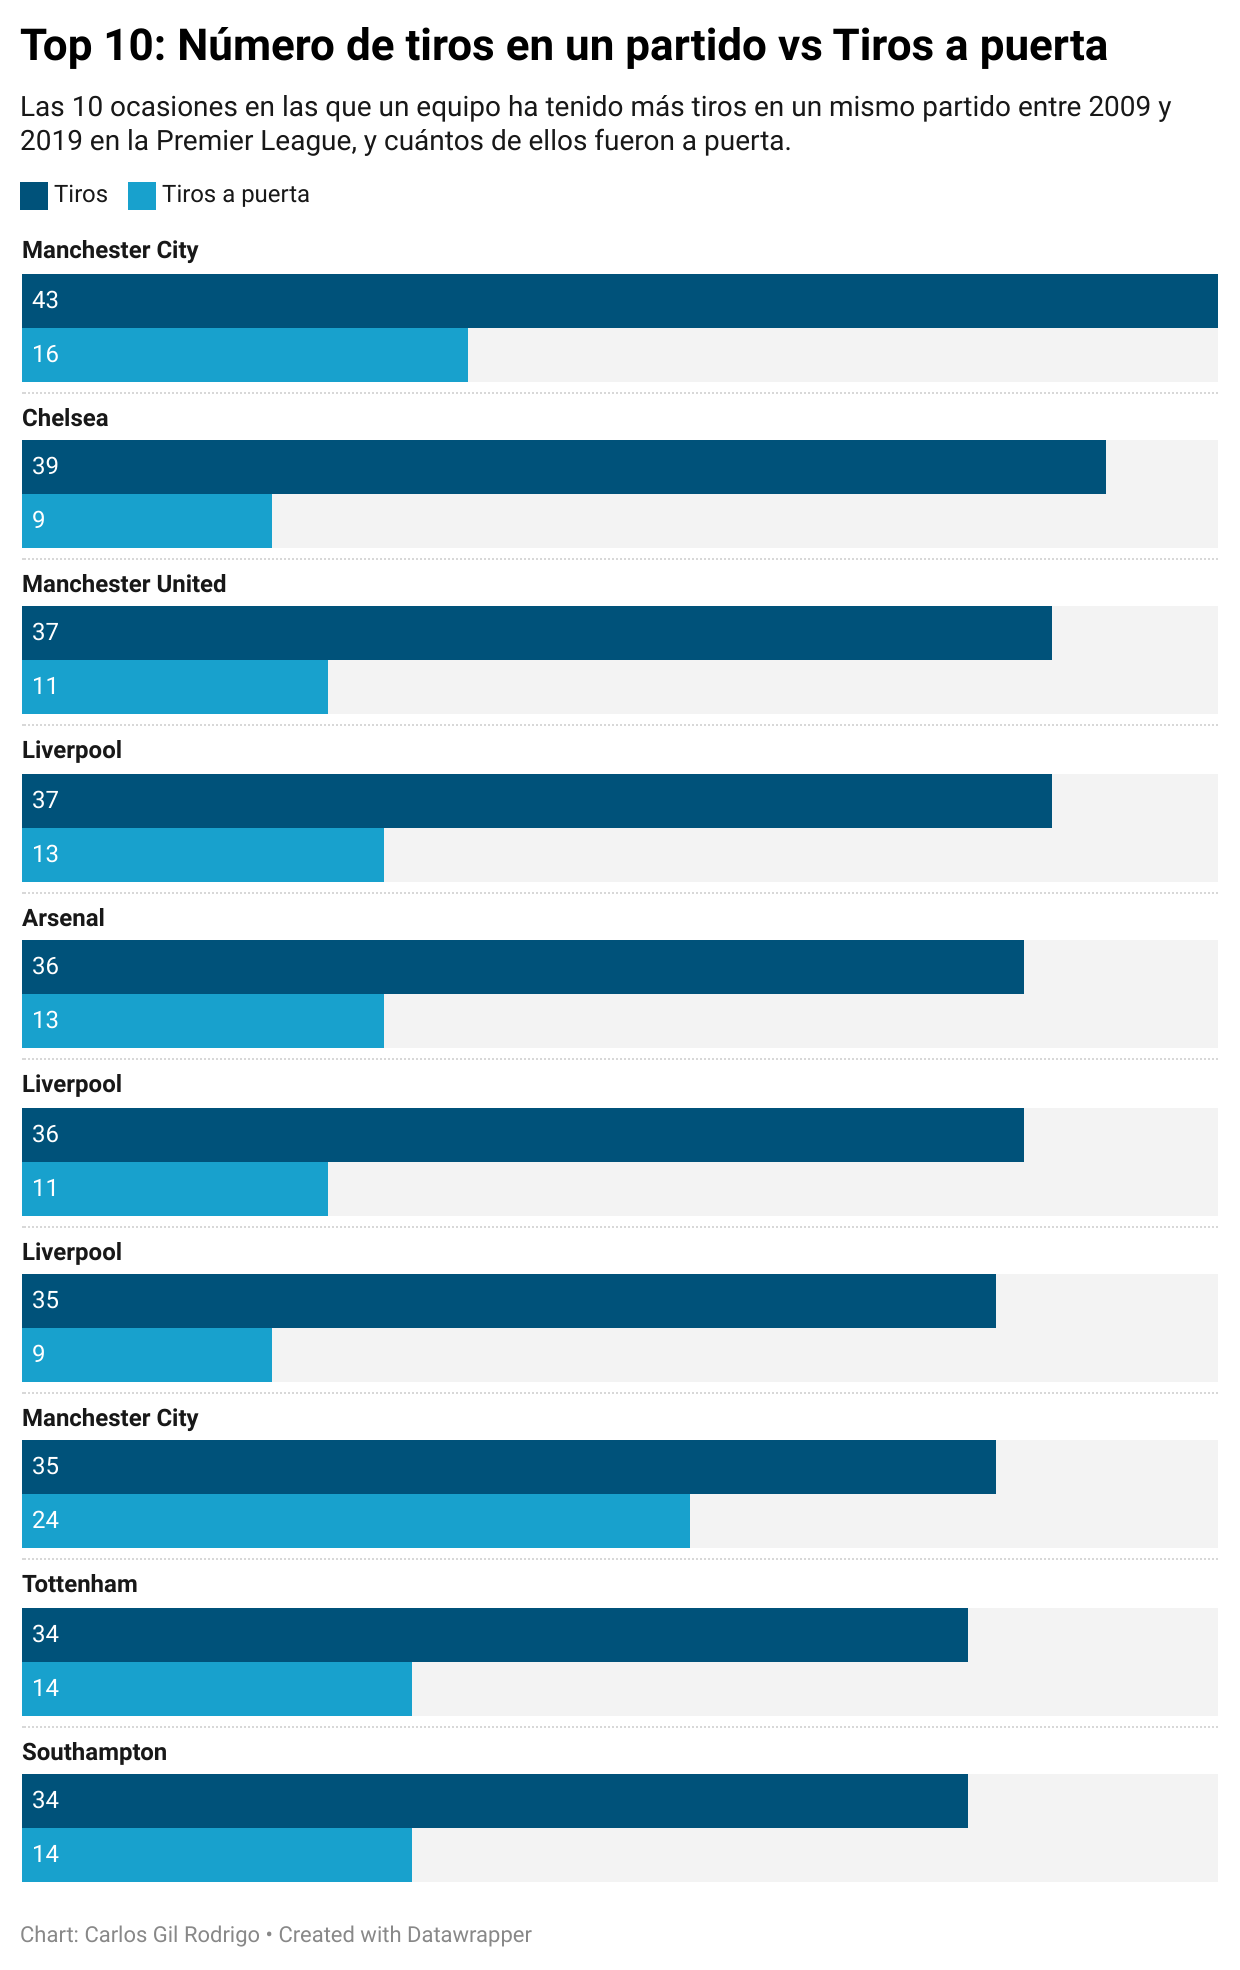 Top 10: Número de tiros en un partido vs Tiros a puerta
Las 10 ocasiones en las que un equipo ha tenido más tiros en un mismo partido entre 2009 y
2019 en la Premier League, y cuántos de ellos fueron a puerta.
Tiros Tiros a puerta
Manchester City
43
16
Chelsea
39
9
Manchester United
37
11
Liverpool
37
13
Arsenal
36
13
Liverpool
36
11
Liverpool
35
9
Manchester City
35
24
Tottenham
34
14
Southampton
34
14
Chart: Carlos Gil Rodrigo • Created with Datawrapper